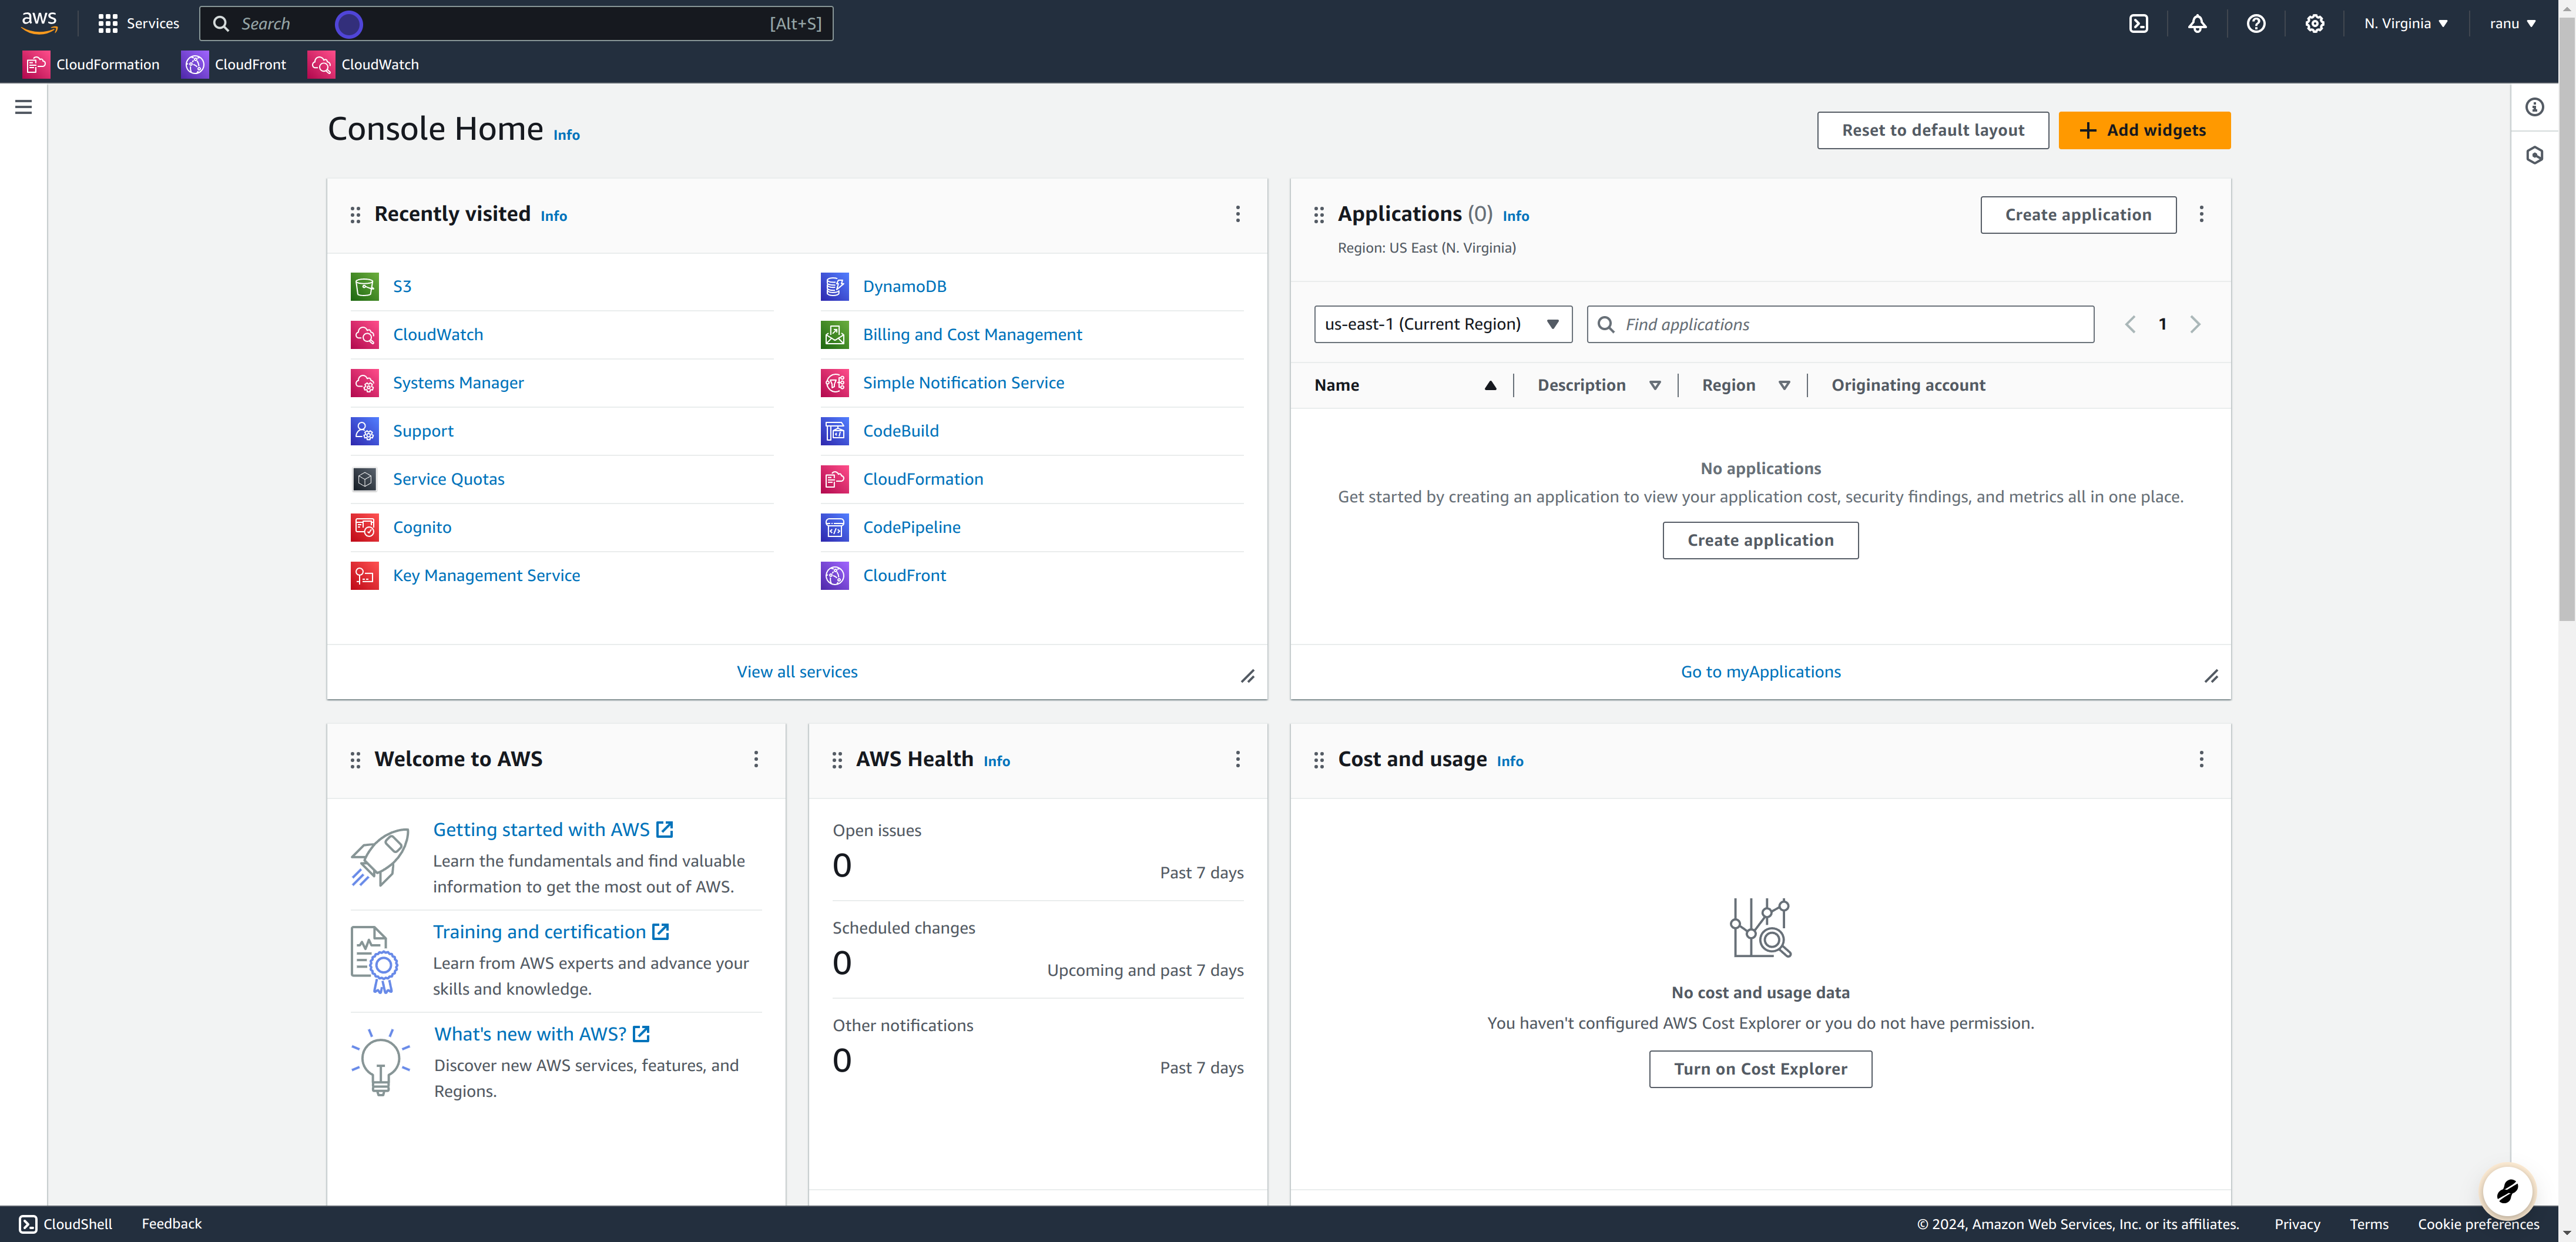 aws
Services
Search
[Alt+S]
N. Virginia
ranu
CloudFormation
CloudFront
CloudWatch
Console Home Info
Reset to default layout
Add widgets
Recently visited Info
S3
DynamoDB
CloudWatch
Billing and Cost Management
Systems Manager
Simple Notification Service
Support
CodeBuild
Service Quotas
CloudFormation
Cognito
CodePipeline
Key Management Service
CloudFront
View all services
Applications (0) Info
Region: US East (N. Virginia)
Create application
us-east-1 (Current Region)
Find applications
1
Name
Description
Region
Originating account
No applications
Get started by creating an application to view your application cost, security findings, and metrics all in one place.
Create application
Go to myApplications
Welcome to AWS
Getting started with AWS
Learn the fundamentals and find valuable
information to get the most out of AWS.
Training and certification
Learn from AWS experts and advance your
skills and knowledge.
What's new with AWS?
Discover new AWS services, features, and
Regions.
AWS Health Info
Open issues
0
Past 7 days
Scheduled changes
0
Upcoming and past 7 days
Other notifications
0
Past 7 days
Cost and usage Info
No cost and usage data
You haven't configured AWS Cost Explorer or you do not have permission.
Turn on Cost Explorer
CloudShell
Feedback
© 2024, Amazon Web Services, Inc. or its affiliates.
Privacy
Terms
Cookie preferences